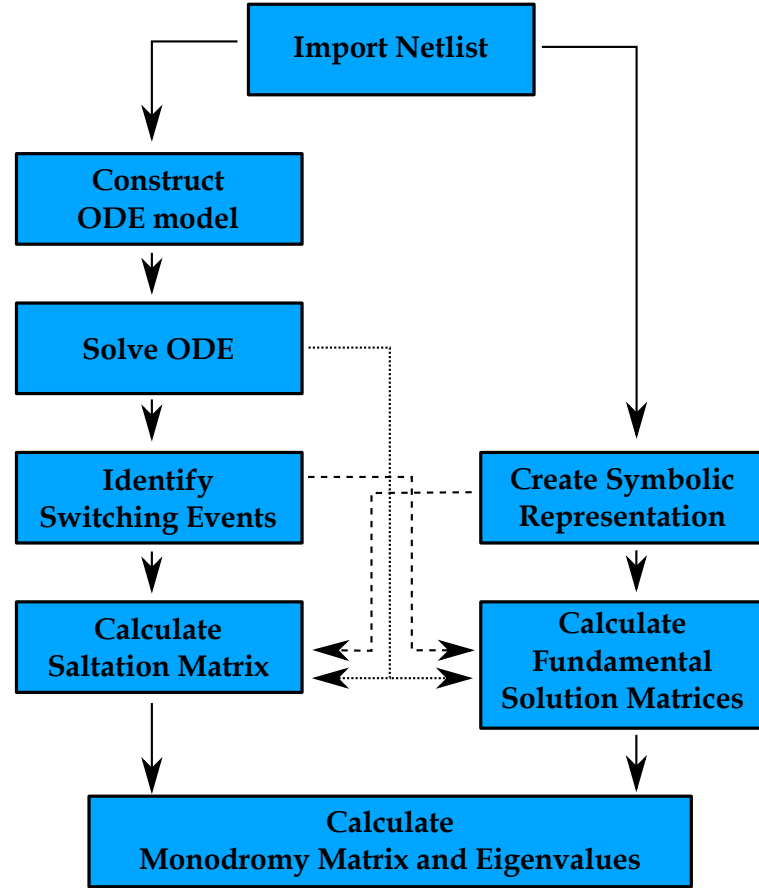 Import Netlist
Construct
ODE model
Solve ODE
Identify
Switching Events
Create Symbolic
Representation
Calculate
Saltation Matrix
Calculate
Fundamental
Solution Matrices
Calculate
Monodromy Matrix and Eigenvalues